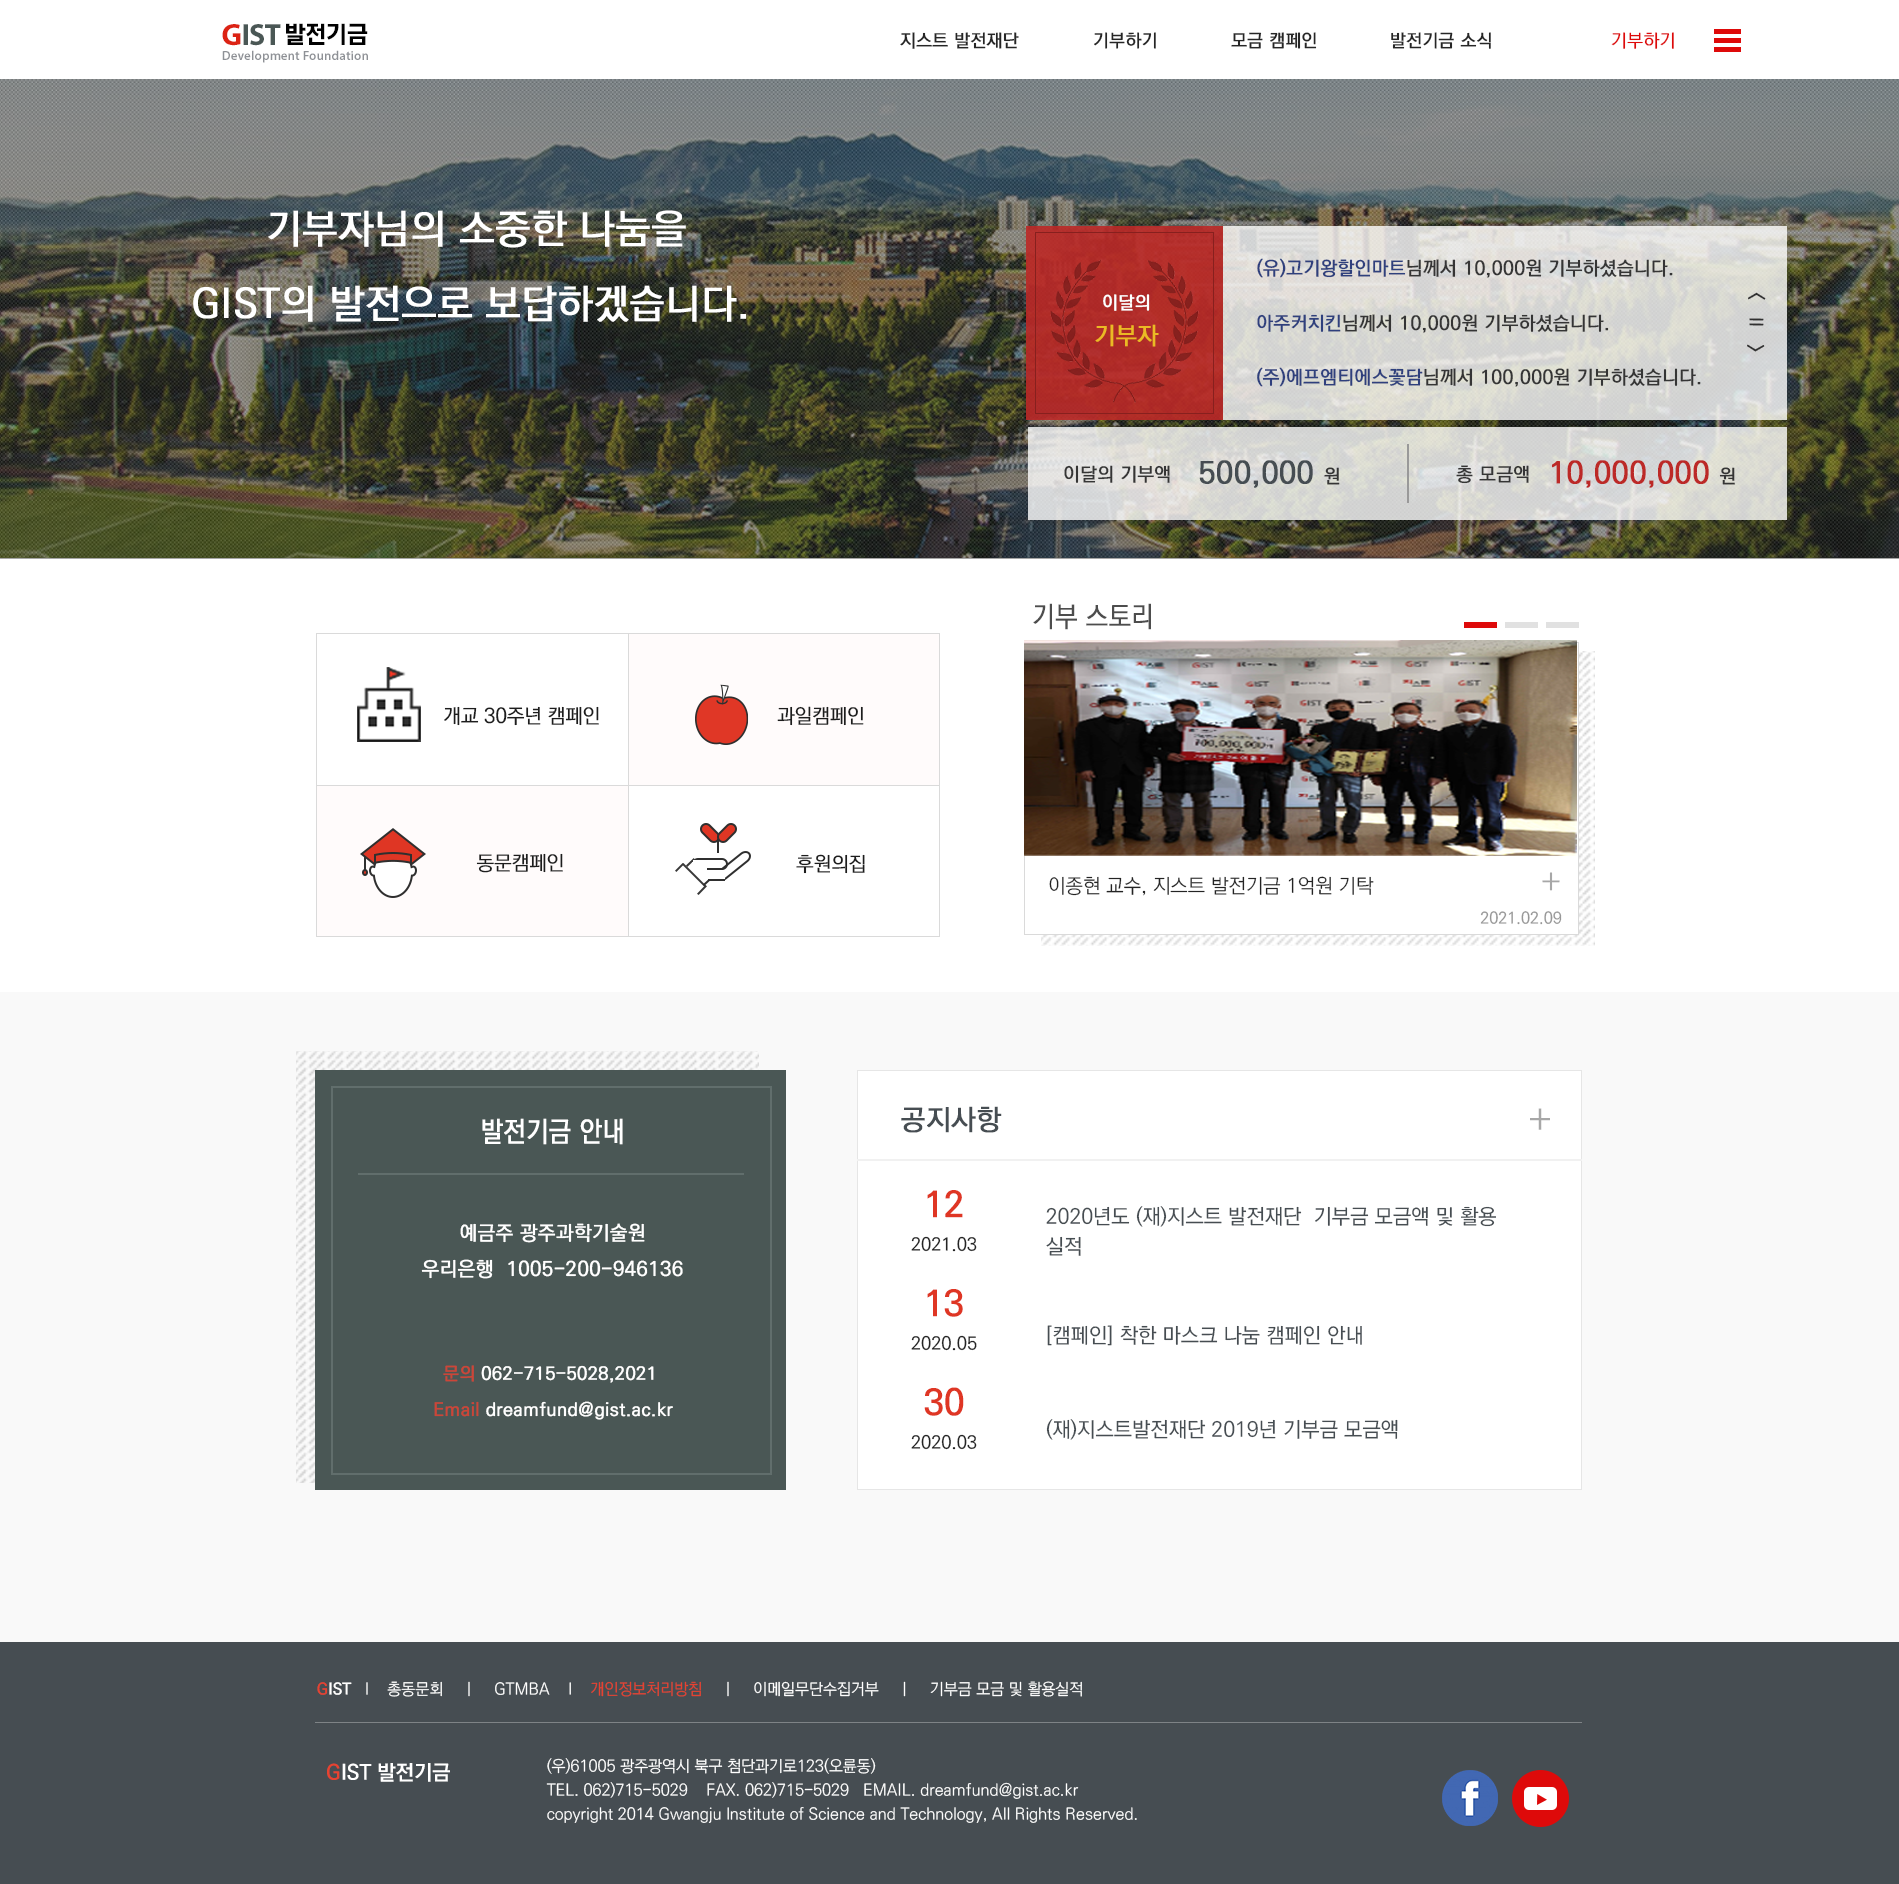 GIST 발전기금
Development Foundation
지스트 발전재단
기부하기
모금 캠페인
발전기금 소식
기부하기
기부자님의 소중한 나눔을
GIST의 발전으로 보답하겠습니다.
이달의
기부자
(유)고기왕할인마트님께서 10,000원 기부하셨습니다.
아주커치킨님께서 10,000원 기부하셨습니다.
(주)에프엠티에스꽃담님께서 100,000원 기부하셨습니다.
이달의 기부액 500,000 원
총 모금액 10,000,000 원
개교 30주년 캠페인
과일캠페인
동문캠페인
후원의집
기부 스토리
GIST
이종현 교수, 지스트 발전기금 1억원 기탁
2021.02.09
발전기금 안내
예금주 광주과학기술원
우리은행 1005-200-946136
문의 062-715-5028,2021
Email dreamfund@gist.ac.kr
공지사항
12
2021.03
2020년도 (재)지스트 발전재단 기부금 모금액 및 활용
실적
13
2020.05
[캠페인] 착한 마스크 나눔 캠페인 안내
30
2020.03
(재)지스트발전재단 2019년 기부금 모금액
GIST | 총동문회 | GTMBA | 개인정보처리방침 | 이메일무단수집거부 | 기부금 모금 및 활용실적
GIST 발전기금
(우)61005 광주광역시 북구 첨단과기로123(오룡동)
TEL. 062)715-5029 FAX. 062)715-5029 EMAIL. dreamfund@gist.ac.kr
copyright 2014 Gwangju Institute of Science and Technology, All Rights Reserved.